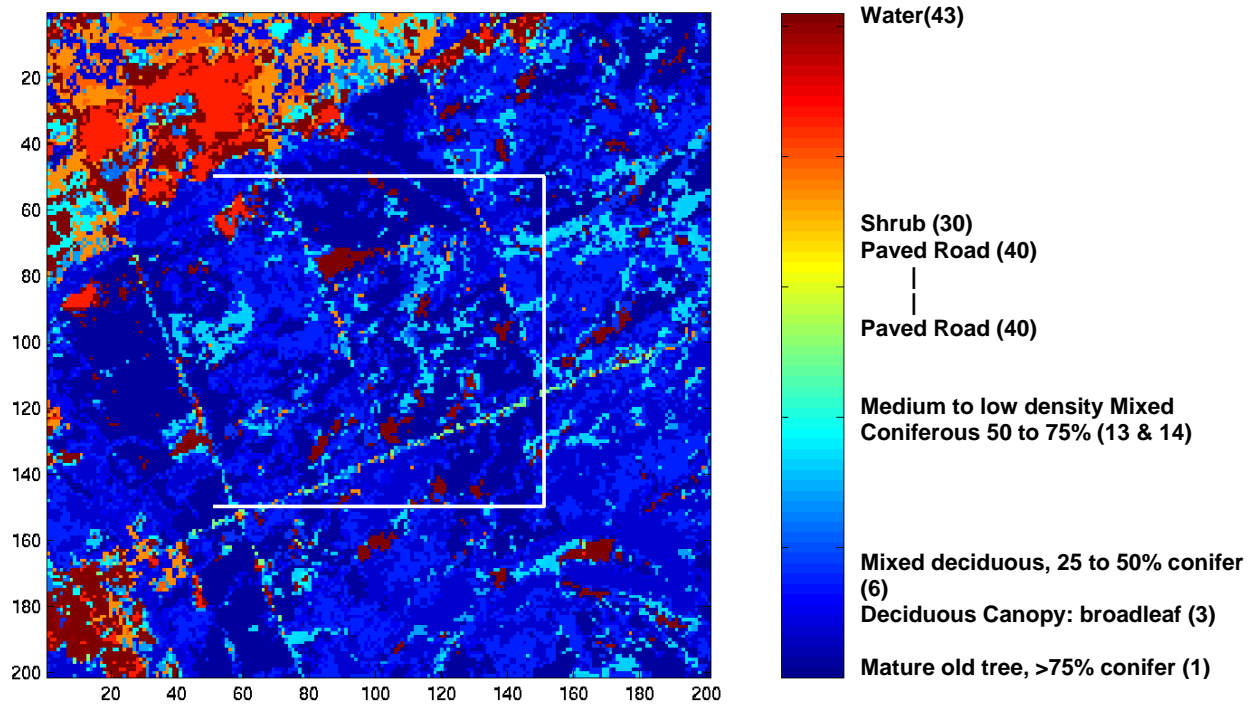 20
40
60
80
100
120
140
160
180
200
20
40
60
80
100
120
140
160
180
200
Water(43)
Shrub (30)
Paved Road (40)
|
|
Paved Road (40)
Medium to low density Mixed
Coniferous 50 to 75% (13 & 14)
Mixed deciduous, 25 to 50% conifer
(6)
Deciduous Canopy: broadleaf (3)
Mature old tree, >75% conifer (1)